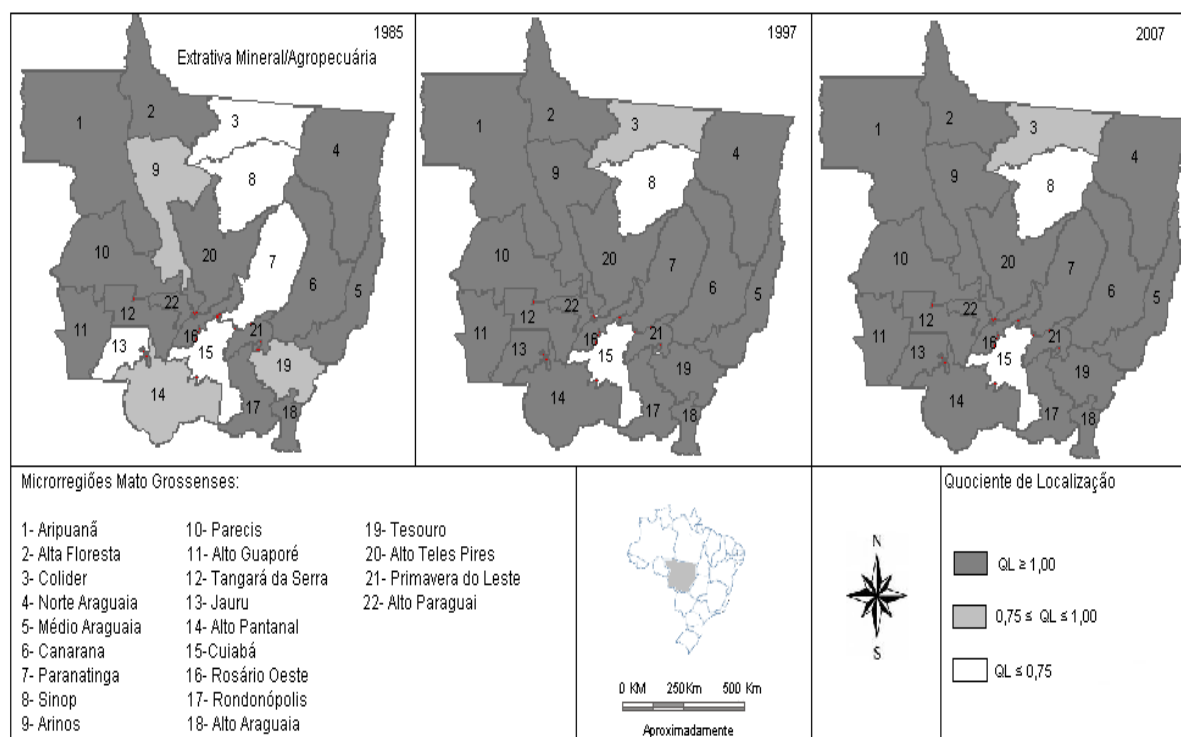 1985
Extrativa Mineral/Agropecuária
1
2
3
4
9
8
7
10
20
6
5
22
12
11
16
21
13
15
19
14
17
18
1997
1
2
3
4
9
8
10
20
7
6
5
22
12
11
16
21
13
15
19
14
17
18
2007
1
2
3
4
9
8
10
20
7
6
5
22
12
11
16
21
13
15
19
14
17
18
Microrregiões Mato Grossenses:
1- Aripuanã
2- Alta Floresta
3- Colider
4- Norte Araguaia
5- Médio Araguaia
6- Canarana
7- Paranatinga
8- Sinop
9- Arinos
10- Parecis
11- Alto Guaporé
12- Tangará da Serra
13- Jauru
14- Alto Pantanal
15-Cuiabá
16- Rosário Oeste
17- Rondonópolis
18- Alto Araguaia
19- Tesouro
20- Alto Teles Pires
21- Primavera do Leste
22- Alto Paraguai
0 KM 250Km 500 Km
Aproximadamente
N
S
Quociente de Localização
QL ≥ 1,00
0,75 ≤ QL ≤ 1,00
QL ≤ 0,75